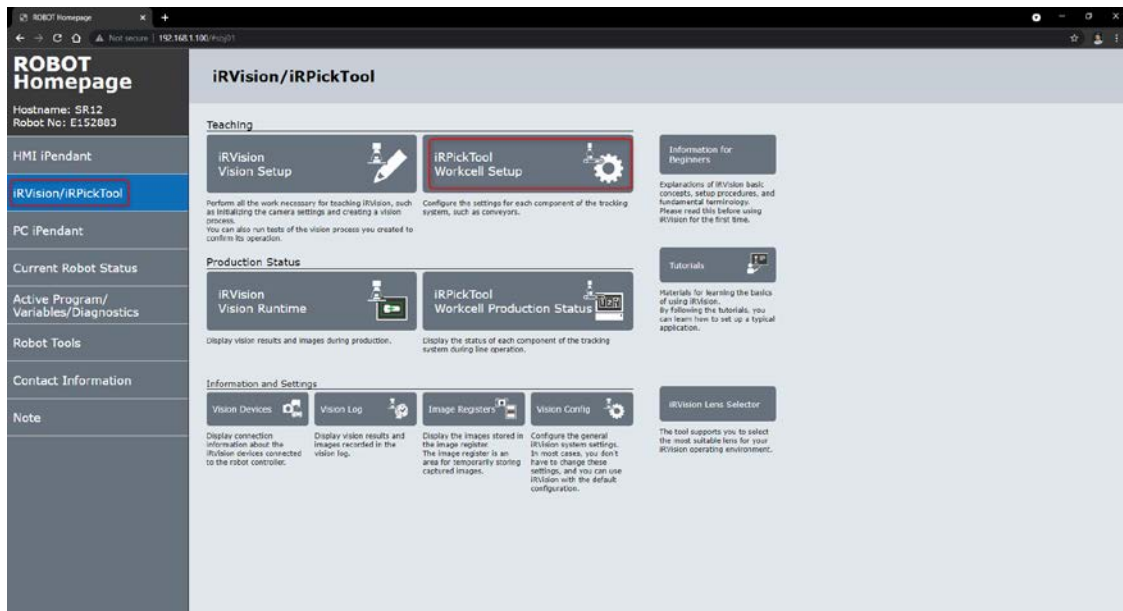 ROBOT Homepage
Not secure | 192.168.1.100/#obj01
ROBOT
Homepage
Hostname: SR12
Robot No: E152883
HMI iPendant
iRVision/iRPickTool
PC iPendant
Current Robot Status
Active Program/
Variables/Diagnostics
Robot Tools
Contact Information
Note
iRVision/iRPickTool
Teaching
iRVision
Vision Setup
Perform all the work necessary for teaching iRVision, such
as initializing the camera settings and creating a vision
process.
You can also run tests of the vision process you created to
confirm its operation.
iRPickTool
Workcell Setup
Configure the settings for each component of the tracking
system, such as conveyors.
Information for
Beginners
Explanations of iRVision basic
concepts, setup procedures, and
fundamental terminology.
Please read this before using
iRVision for the first time.
Production Status
iRVision
Vision Runtime
Display vision results and images during production.
iRPickTool
Workcell Production Status
Display the status of each component of the tracking
system during line operation.
Tutorials
Materials for learning the basics
of using iRVision.
By following the tutorials, you
can learn how to set up a typical
application.
Information and Settings
Vision Devices
Display connection
information about the
iRVision devices connected
to the robot controller.
Vision Log
Display vision results and
images recorded in the
vision log.
Image Registers
Display the images stored in
the image register
The image register is an
area for temporarily storing
captured images.
Vision Config
Configure the general
iRVision system settings.
In most cases, you don't
have to change these
settings, and you can use
iRVision with the default
configuration.
iRVision Lens Selector
The tool supports you to select
the most suitable lens for your
iRVision operating environment.